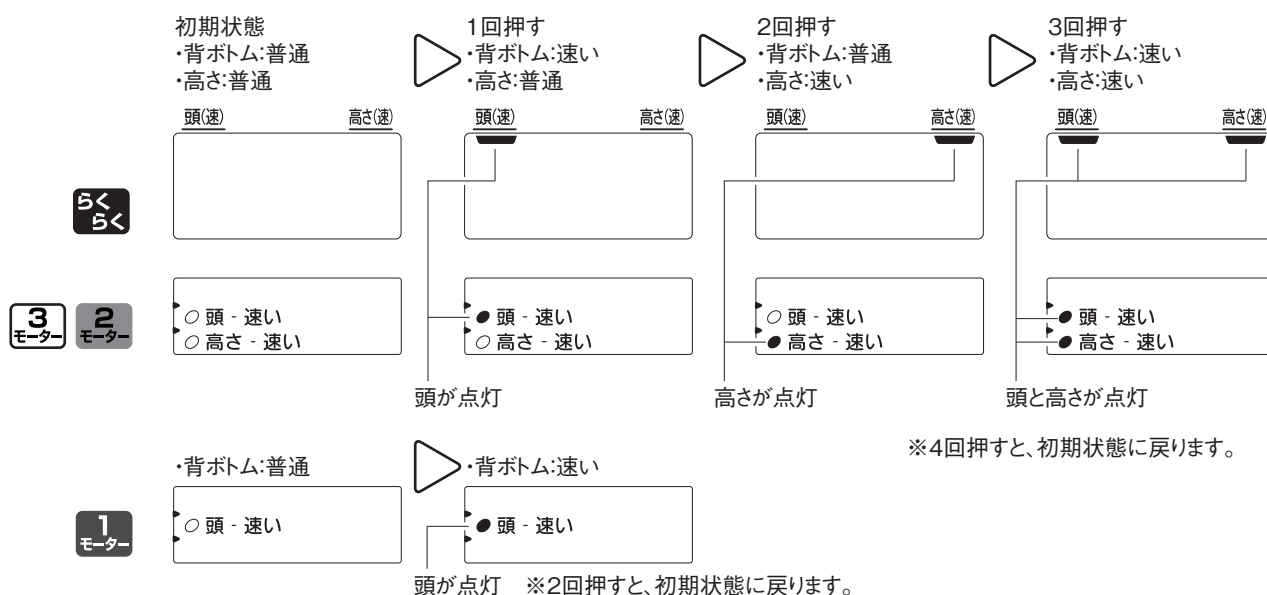 初期状態
・背ボトム:普通
・高さ:普通
1回押す
・背ボトム:速い
・高さ:普通
2回押す
・背ボトム:普通
・高さ:速い
3回押す
・背ボトム:速い
・高さ:速い
頭(速) 高さ(速)
頭(速) 高さ(速)
頭(速) 高さ(速)
頭(速) 高さ(速)
らく
らく
3
モーター
2
モーター
○ 頭 - 速い
○ 高さ - 速い
● 頭 - 速い
○ 高さ - 速い
○ 頭 - 速い
● 高さ - 速い
● 頭 - 速い
● 高さ - 速い
頭が点灯
高さが点灯
頭と高さが点灯
※4回押すと、初期状態に戻ります。
・背ボトム:普通
・背ボトム:速い
1
モーター
○ 頭 - 速い
● 頭 - 速い
頭が点灯 ※2回押すと、初期状態に戻ります。